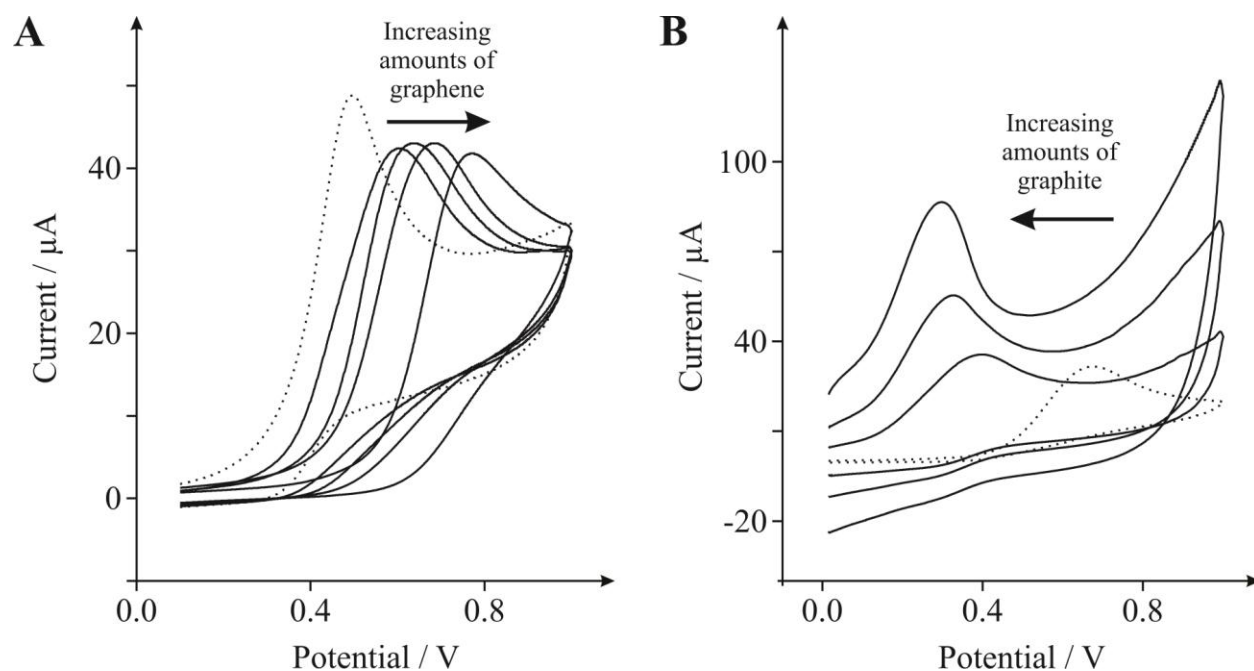 A
Increasing
amounts of
graphene
40
20
0
Current / μA
0.0
0.4
0.8
Potential / V
B
Increasing
amounts of
graphite
100
40
-20
Current / μA
0.0
0.4
0.8
Potential / V